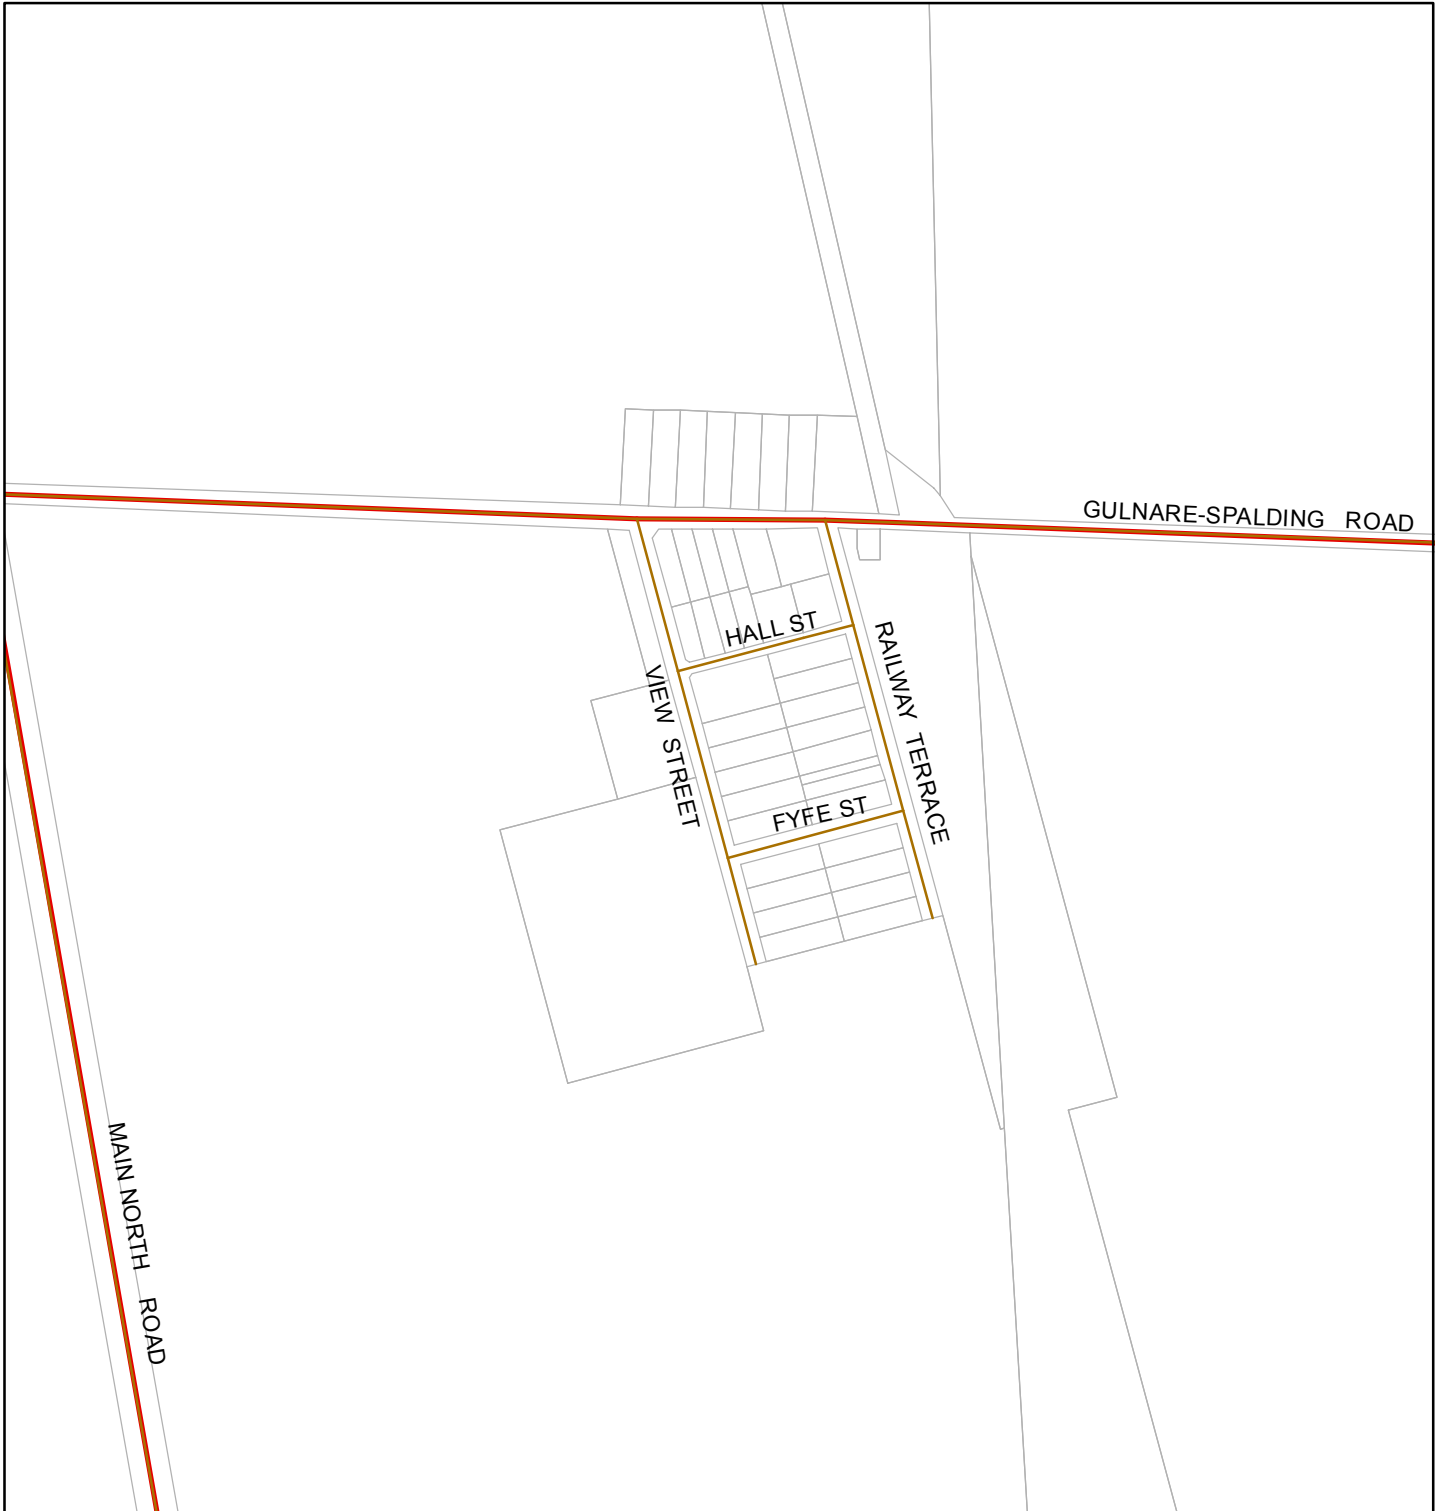 GULNARE-SPALDING ROAD
HALL ST
RAILWAY TERRACE
VIEW STREET
FYFE ST
MAIN NORTH ROAD